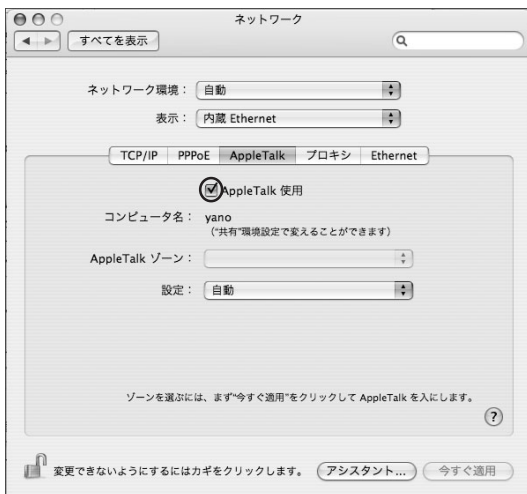 ネットワーク
すべてを表示
ネットワーク環境： 自動
表示： 内蔵 Ethernet
TCP/IP PPPoE AppleTalk プロキシ Ethernet
AppleTalk 使用
コンピュータ名： yano
（“共有”環境設定で変えることができます）
AppleTalk ゾーン：
設定： 自動
ゾーンを選ぶには、まず“今すぐ適用”をクリックして AppleTalk を入にします。
?
変更できないようにするにはカギをクリックします。 アシスタント... 今すぐ適用